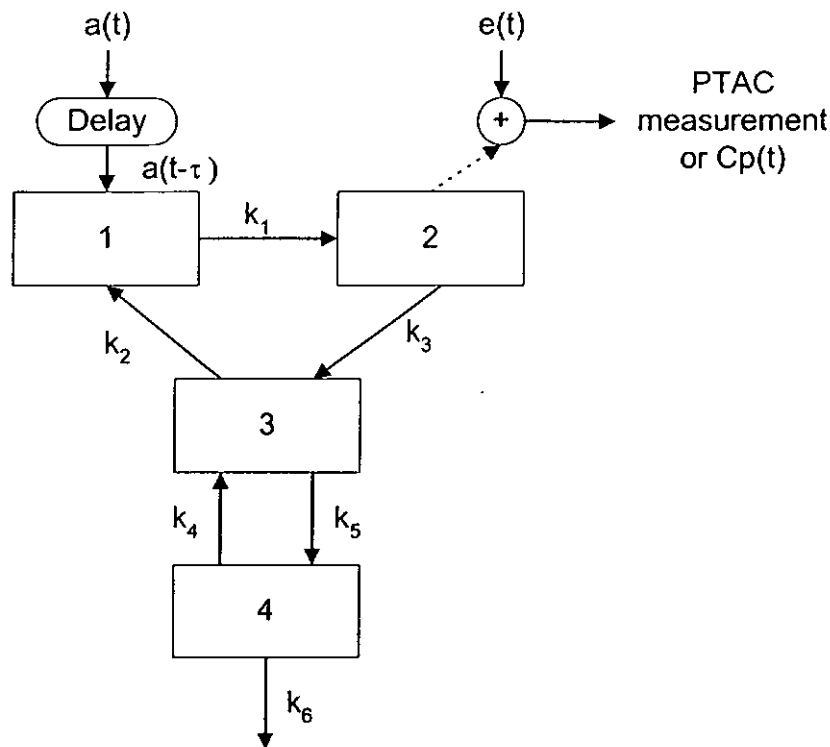 a(t)
e(t)
Delay
+
PTAC
measurement
or Cp(t)
a(t-τ)
1
k₁
2
k₂
k₃
3
k₄
k₅
4
k₆